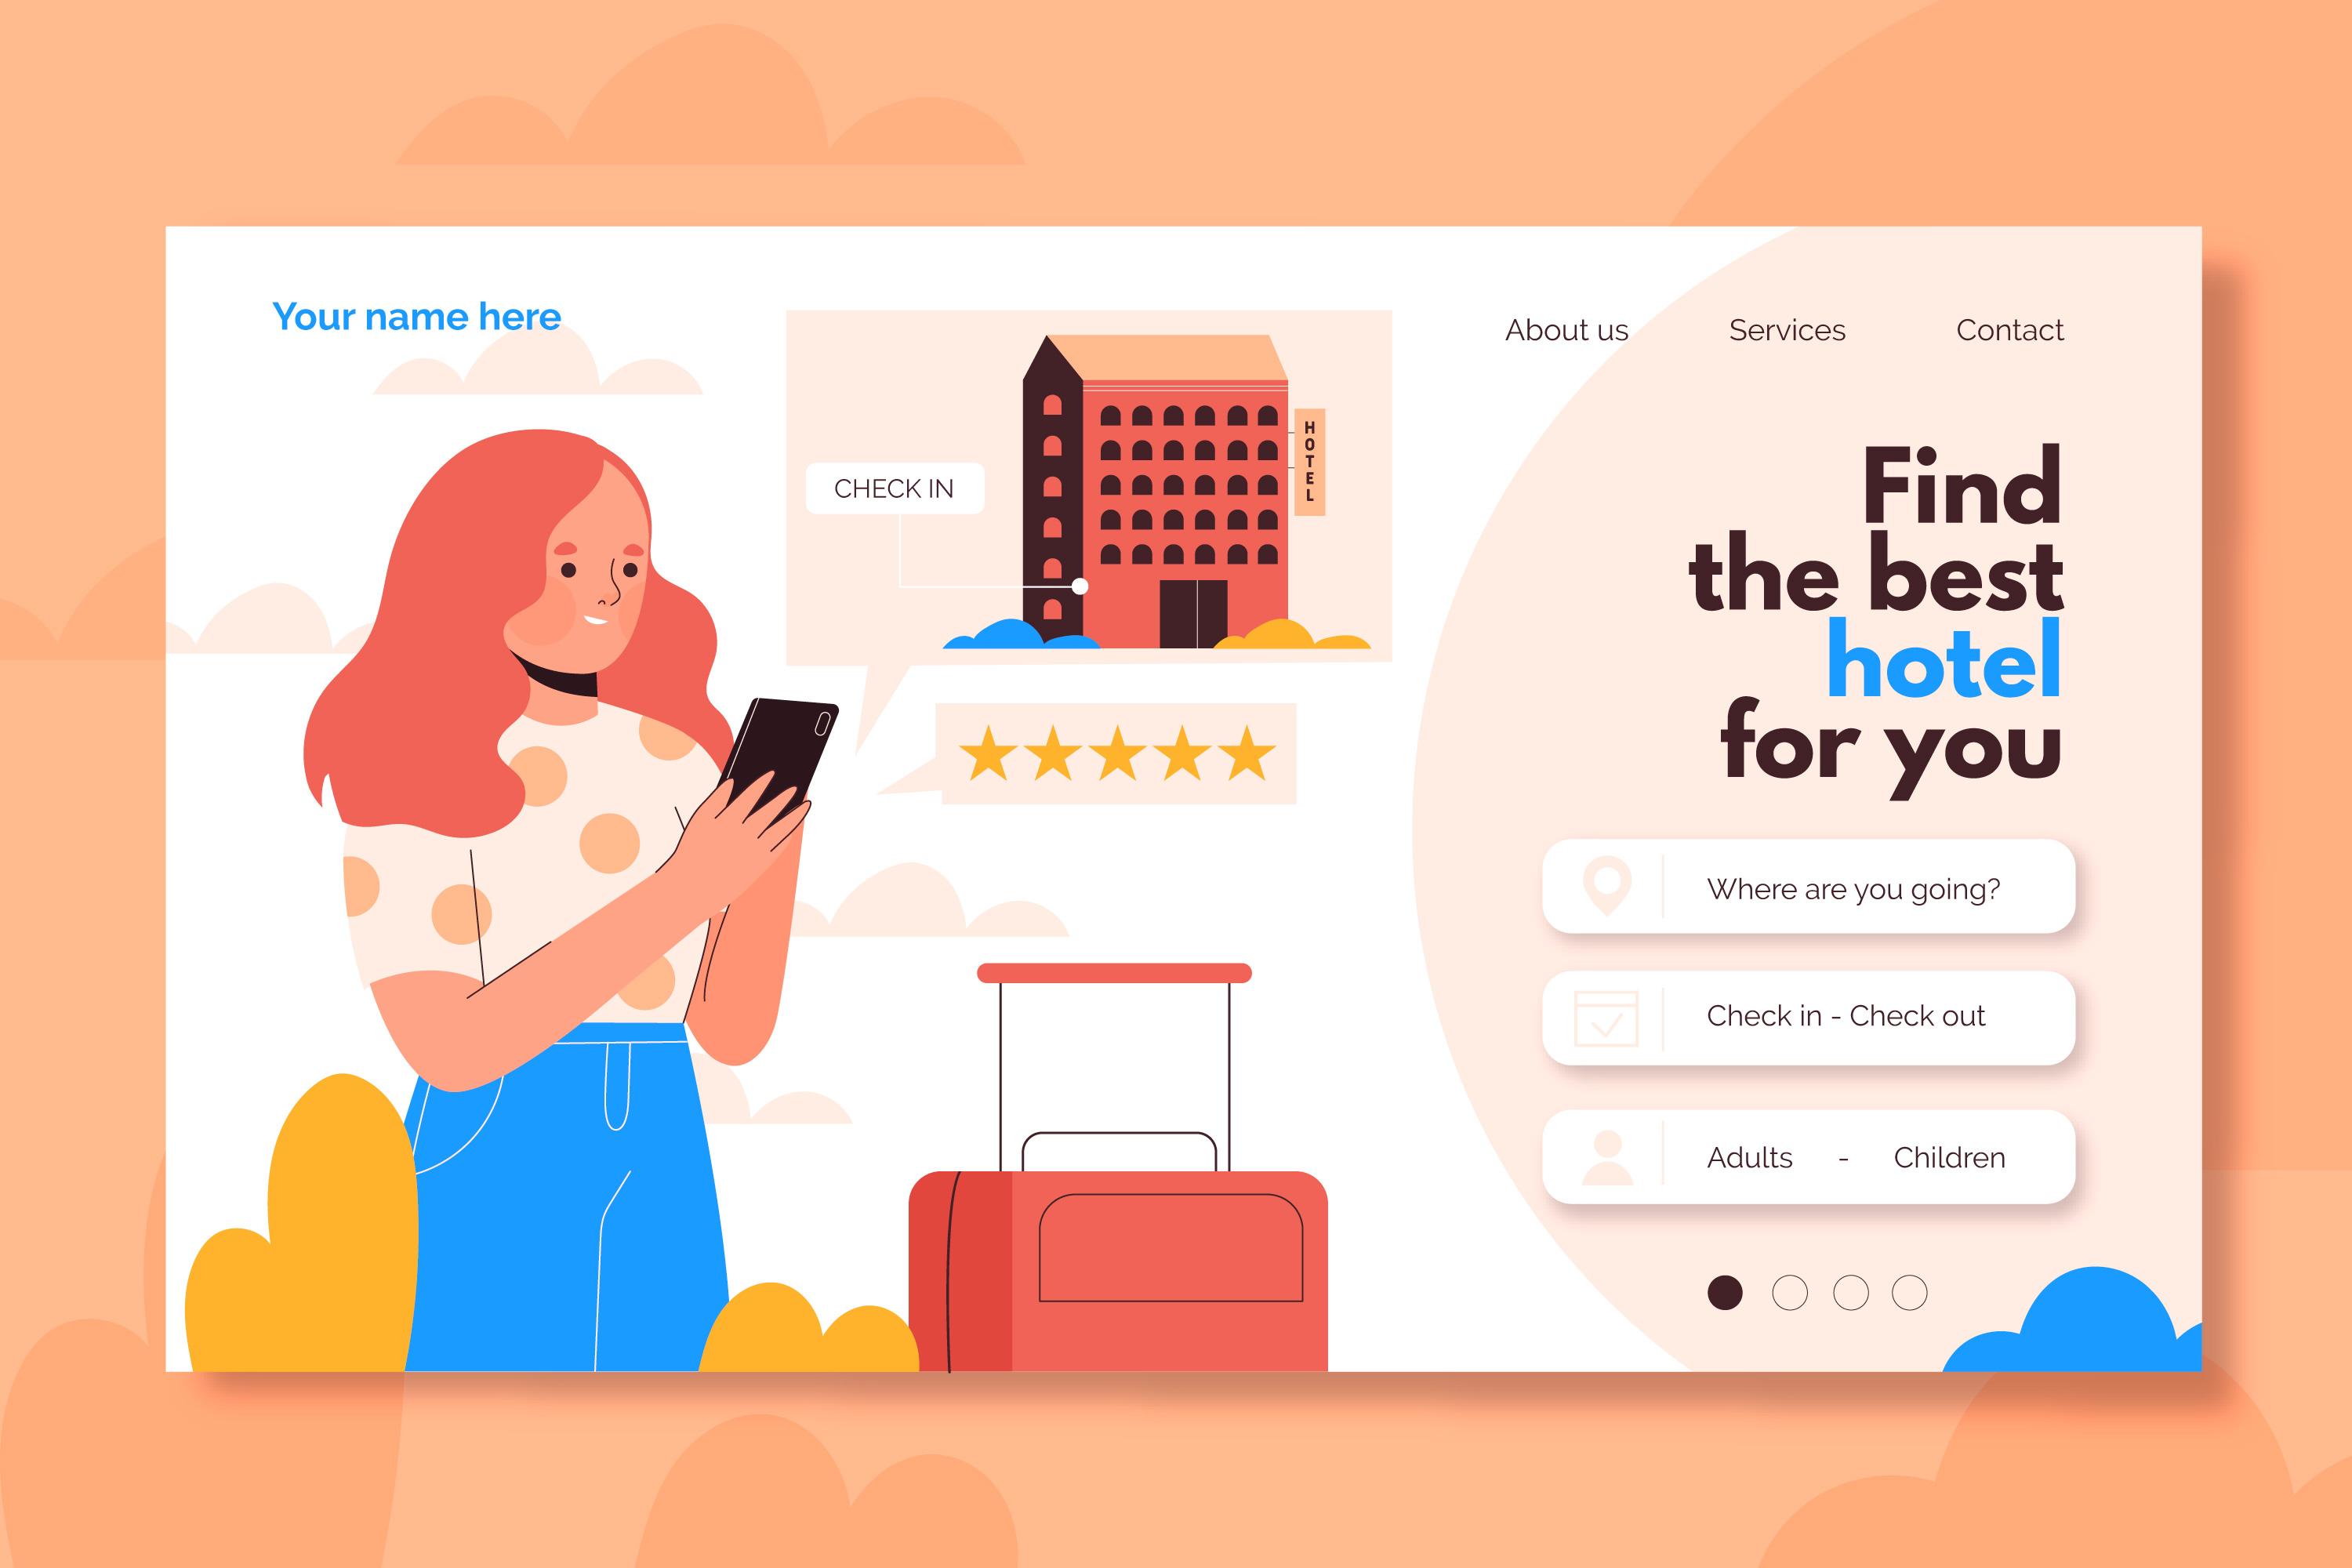 Your name here
About us
Services
Contact
CHECK IN
HOTEL
Find
the best
hotel
for you
Where are you going?
Check in - Check out
Adults - Children